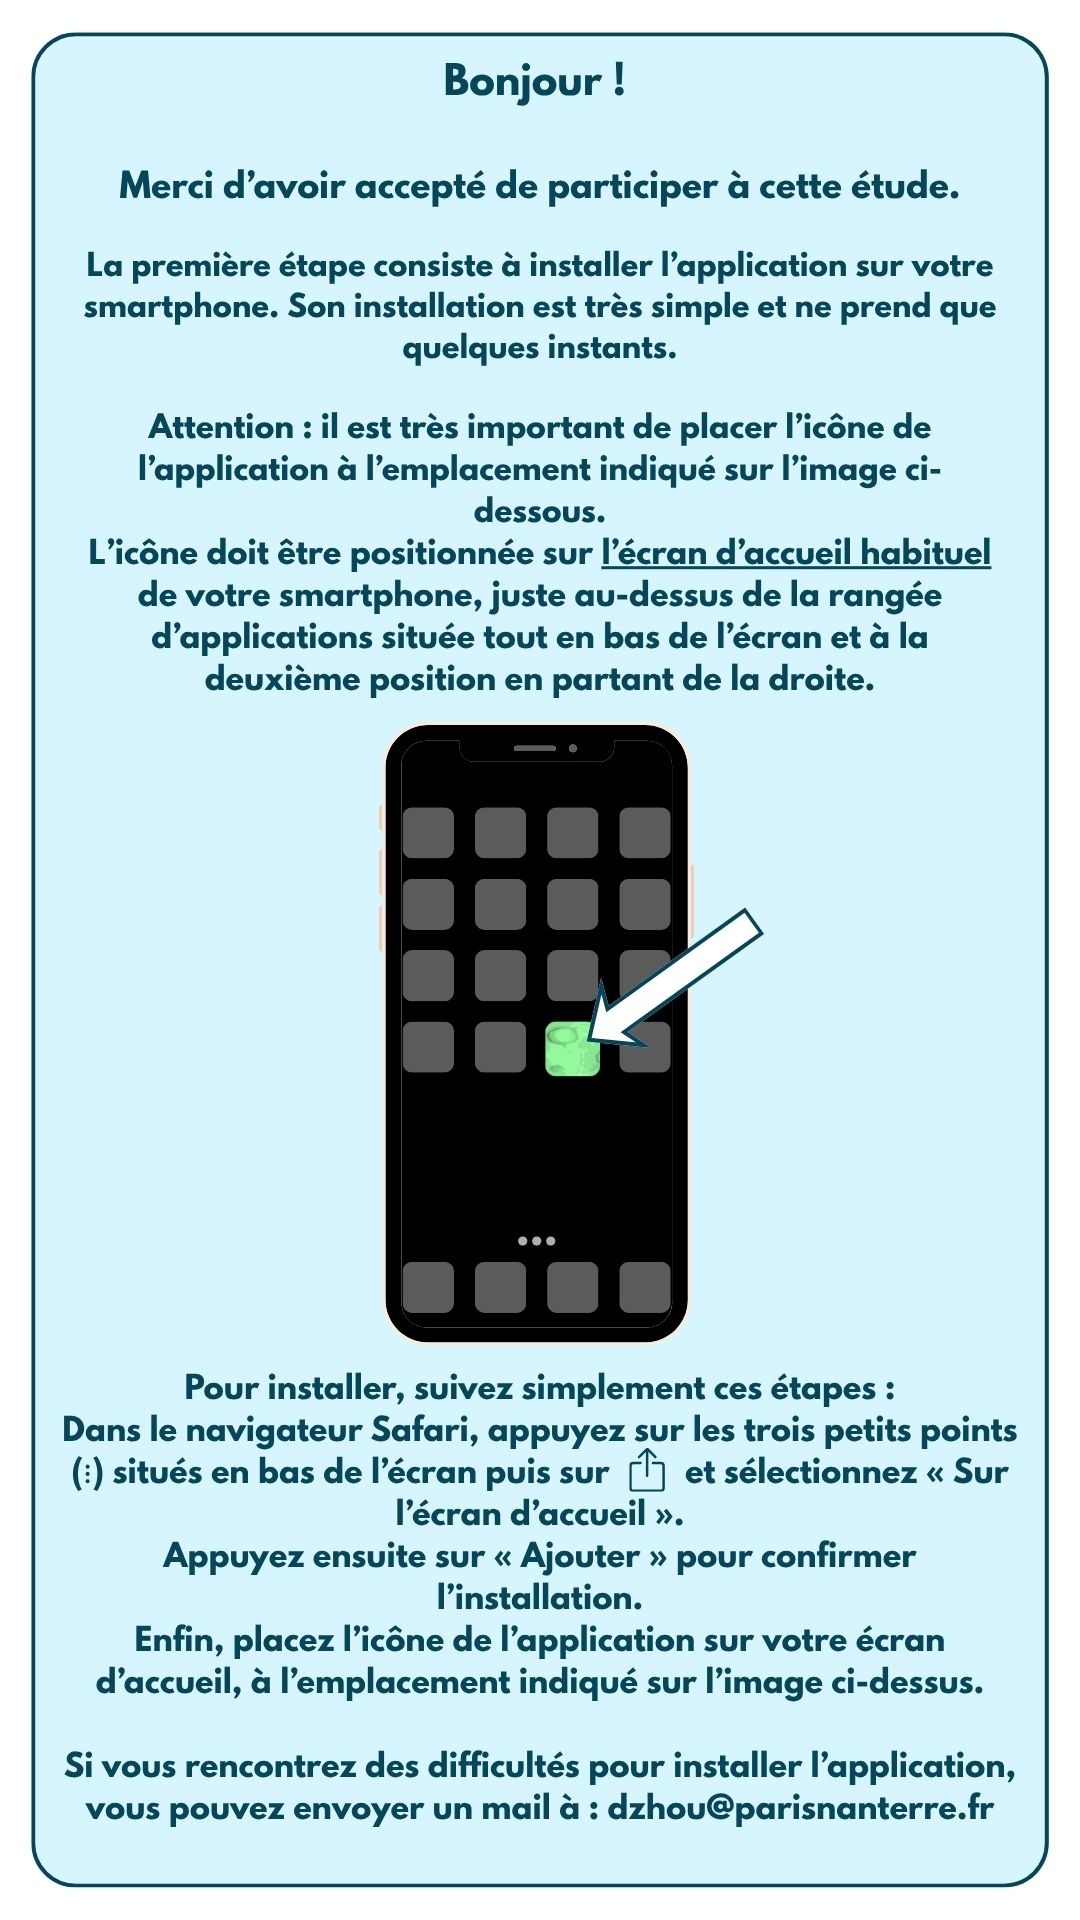 Bonjour !
Merci d’avoir accepté de participer à cette étude.
La première étape consiste à installer l’application sur votre
smartphone. Son installation est très simple et ne prend que
quelques instants.
Attention : il est très important de placer l’icône de
l’application à l’emplacement indiqué sur l’image ci-
dessous.
L’icône doit être positionnée sur l’écran d’accueil habituel
de votre smartphone, juste au-dessus de la rangée
d’applications située tout en bas de l’écran et à la
deuxième position en partant de la droite.
Pour installer, suivez simplement ces étapes :
Dans le navigateur Safari, appuyez sur les trois petits points
(⋮) situés en bas de l’écran puis sur et sélectionnez « Sur
l’écran d’accueil ».
Appuyez ensuite sur « Ajouter » pour confirmer
l’installation.
Enfin, placez l’icône de l’application sur votre écran
d’accueil, à l’emplacement indiqué sur l’image ci-dessus.
Si vous rencontrez des difficultés pour installer l’application,
vous pouvez envoyer un mail à : dzhou@parisnanterre.fr